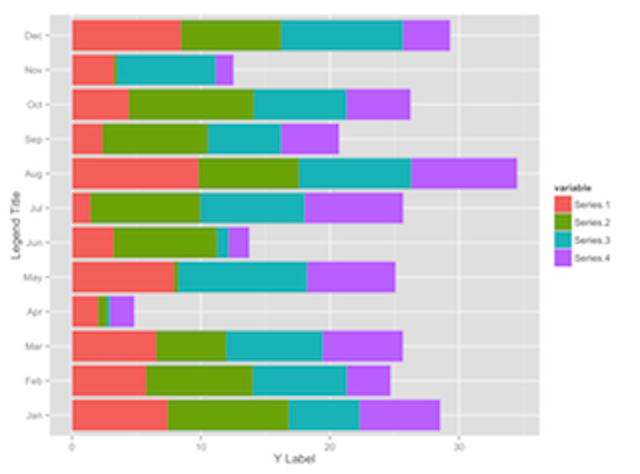 Dec
Nov
Oct
Sep
Aug
Jul
Jun
May
Apr
Mar
Feb
Jan
Legend Title
0 10 20 30
Y Label
variable
Series.1
Series.2
Series.3
Series.4